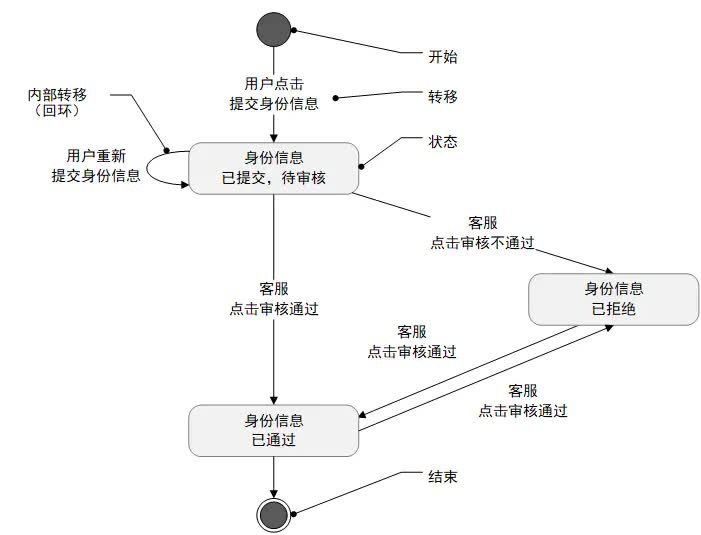 开始
用户点击
提交身份信息
转移
内部转移
（回环）
状态
用户重新
提交身份信息
身份信息
已提交，待审核
客服
点击审核不通过
客服
点击审核通过
身份信息
已拒绝
客服
点击审核通过
客服
点击审核通过
身份信息
已通过
结束